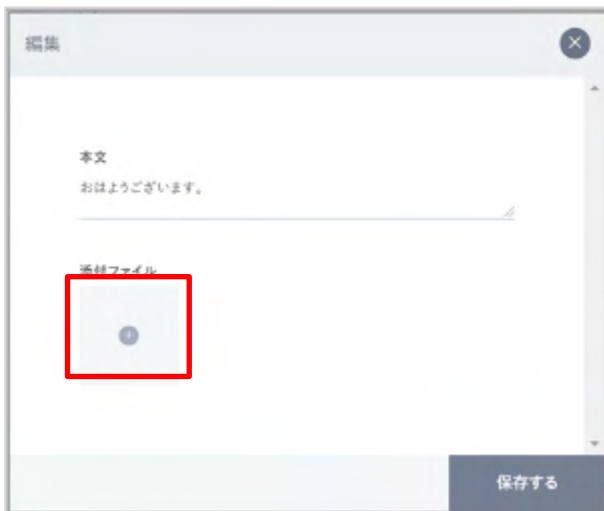 編集
本文
おはようございます。
添付ファイル
保存する